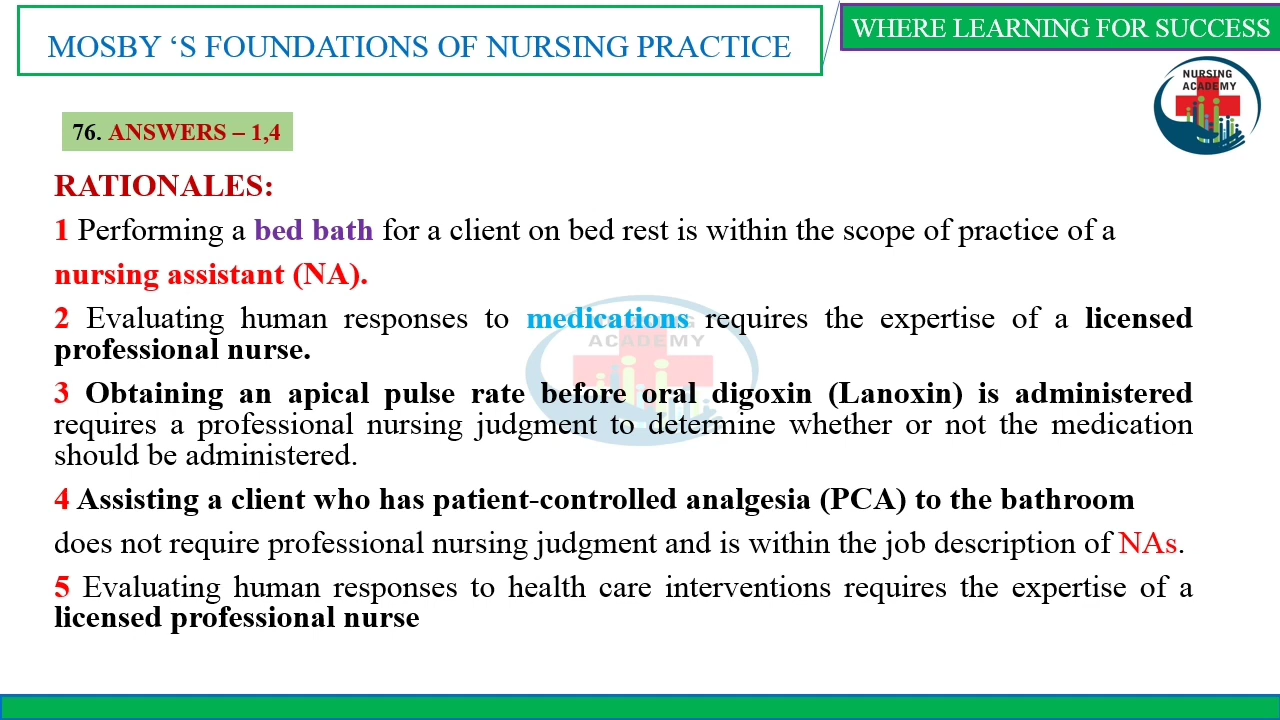 MOSBY ‘S FOUNDATIONS OF NURSING PRACTICE
WHERE LEARNING FOR SUCCESS
NURSING
ACADEMY
76. ANSWERS – 1,4
RATIONALES:
1 Performing a bed bath for a client on bed rest is within the scope of practice of a
nursing assistant (NA).
2 Evaluating human responses to medications requires the expertise of a licensed
professional nurse.
ACADEMY
3 Obtaining an apical pulse rate before oral digoxin (Lanoxin) is administered
requires a professional nursing judgment to determine whether or not the medication
should be administered.
4 Assisting a client who has patient-controlled analgesia (PCA) to the bathroom
does not require professional nursing judgment and is within the job description of NAs.
5 Evaluating human responses to health care interventions requires the expertise of a
licensed professional nurse